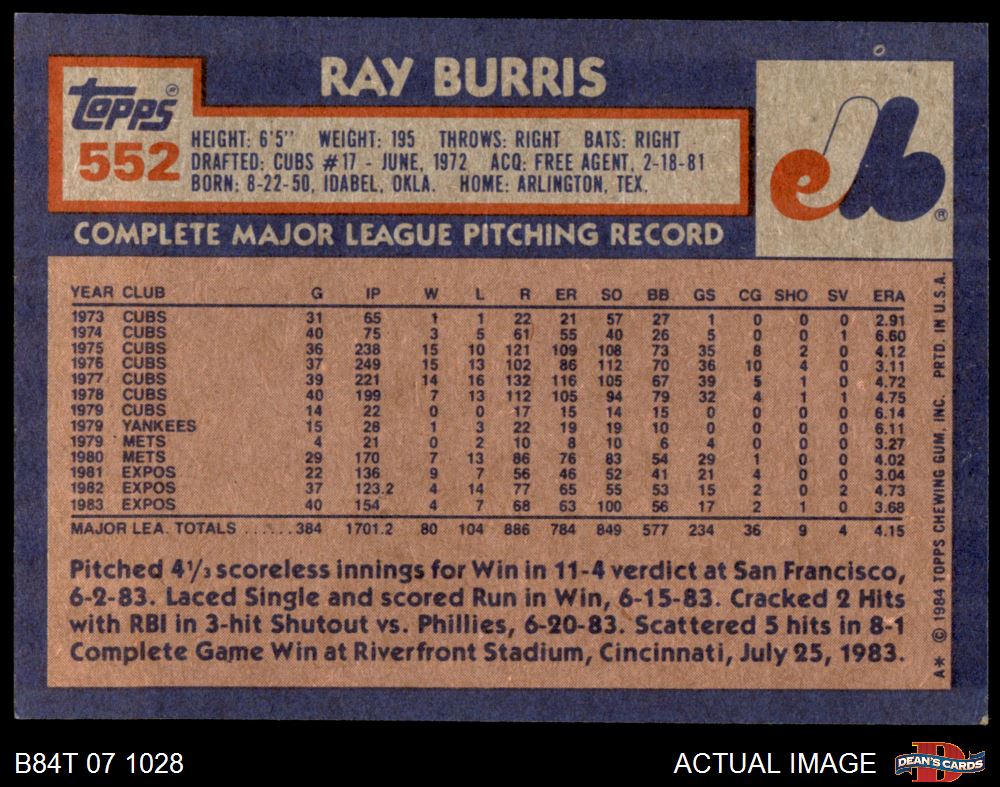 RAY BURRIS
Topps®
552
HEIGHT: 6'5'' WEIGHT: 195 THROWS: RIGHT BATS: RIGHT
DRAFTED: CUBS #17 - JUNE, 1972 ACQ: FREE AGENT, 2-18-81
BORN: 8-22-50, IDABEL, OKLA. HOME: ARLINGTON, TEX.
eb®
COMPLETE MAJOR LEAGUE PITCHING RECORD
YEAR CLUB G IP W L R ER SO BB GS CG SHO SV ERA
1973 CUBS 31 65 1 1 22 21 57 27 1 0 0 0 2.91
1974 CUBS 40 75 3 5 61 55 40 26 5 0 0 1 6.60
1975 CUBS 36 238 15 10 121 109 108 73 35 8 2 0 4.12
1976 CUBS 37 249 15 13 102 86 112 70 36 10 4 0 3.11
1977 CUBS 39 221 14 16 132 116 105 67 39 5 1 0 4.72
1978 CUBS 40 199 7 13 112 105 94 79 32 4 1 1 4.75
1979 CUBS 14 22 0 0 17 15 14 15 0 0 0 0 6.14
1979 YANKEES 15 28 1 3 22 19 19 10 0 0 0 0 6.11
1979 METS 4 21 0 2 10 8 10 6 4 0 0 0 3.27
1980 METS 29 170 7 13 86 76 83 54 29 1 0 0 4.02
1981 EXPOS 22 136 9 7 56 46 52 41 21 4 0 0 3.04
1982 EXPOS 37 123.2 4 14 77 65 55 53 15 2 0 2 4.73
1983 EXPOS 40 154 4 7 68 63 100 56 17 2 1 0 3.68
MAJOR LEA. TOTALS ......384 1701.2 80 104 886 784 849 577 234 36 9 4 4.15
Pitched 4⅓ scoreless innings for Win in 11-4 verdict at San Francisco,
6-2-83. Laced Single and scored Run in Win, 6-15-83. Cracked 2 Hits
with RBI in 3-hit Shutout vs. Phillies, 6-20-83. Scattered 5 hits in 8-1
Complete Game Win at Riverfront Stadium, Cincinnati, July 25, 1983.
A* © 1984 TOPPS CHEWING GUM, INC. PRTD. IN U.S.A.
B84T 07 1028
ACTUAL IMAGE
B
DEAN'S CARDS